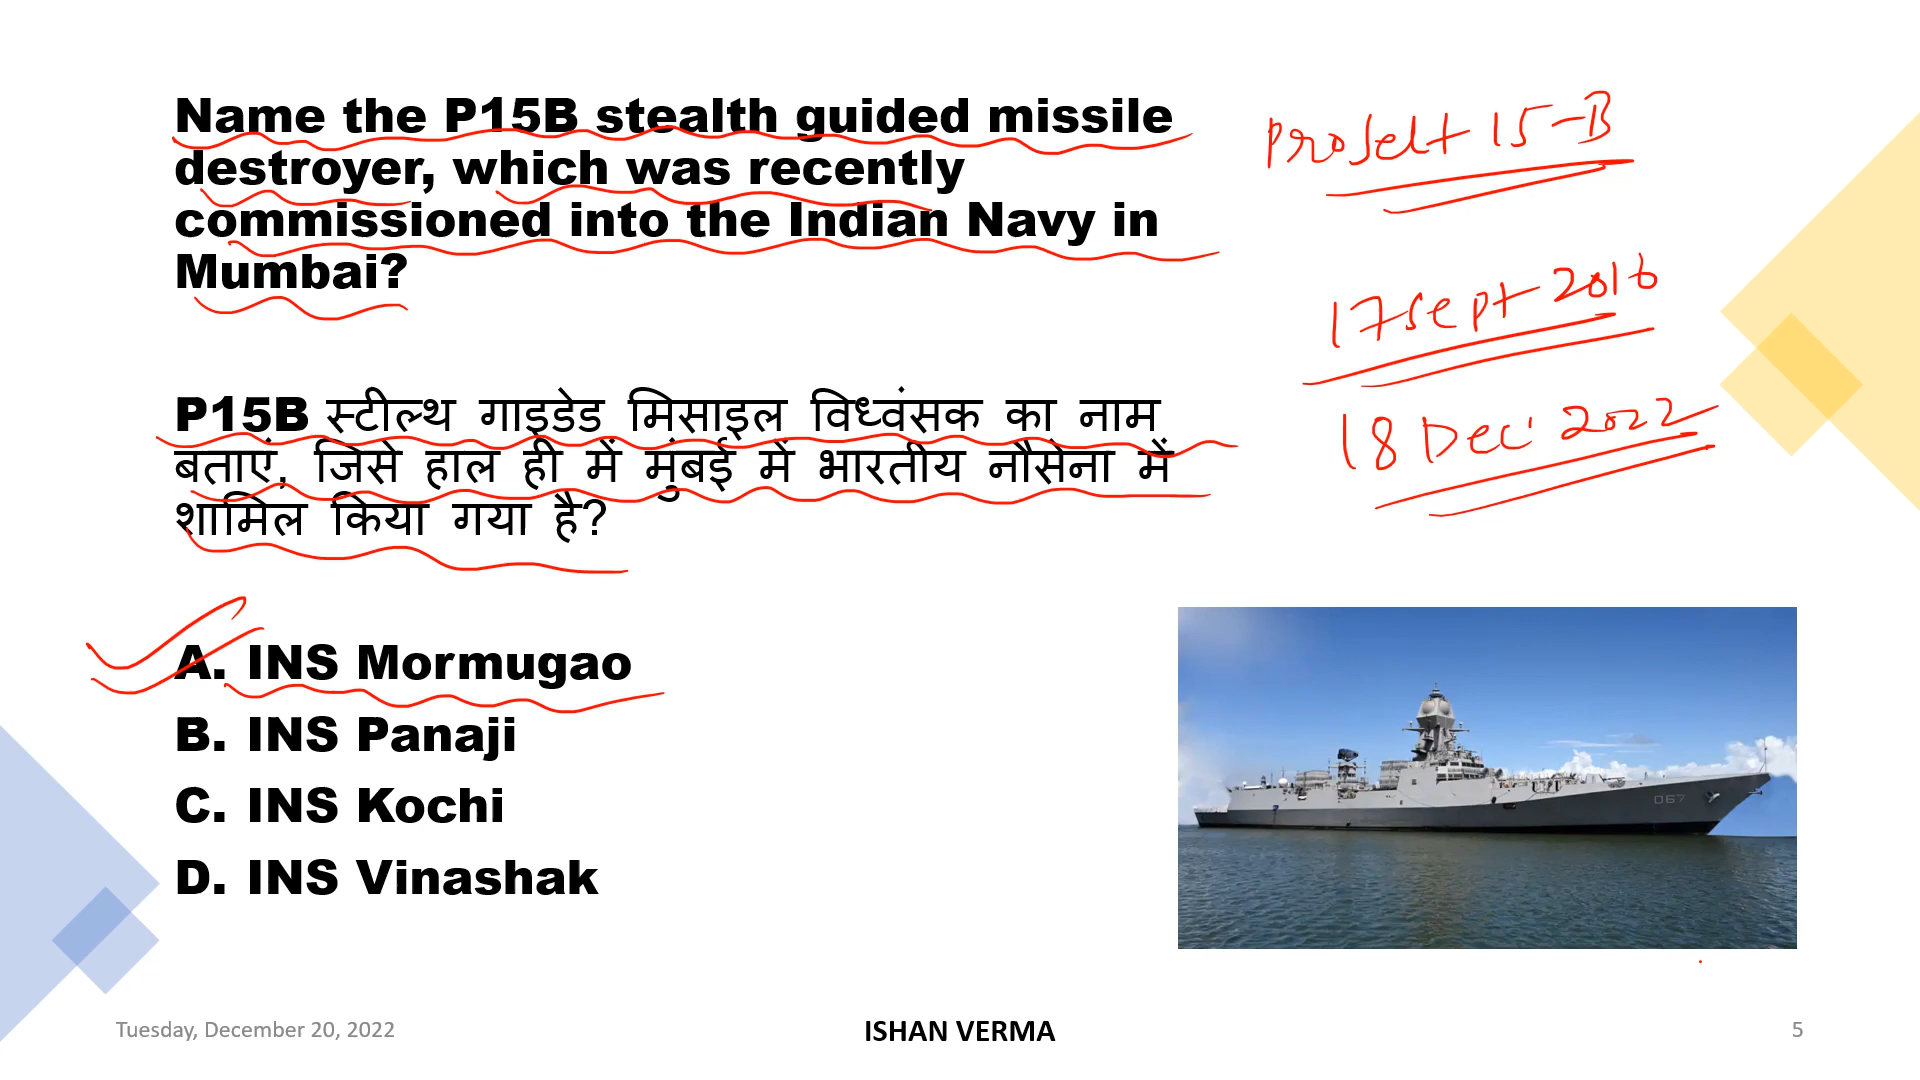 Name the P15B stealth guided missile
destroyer, which was recently
commissioned into the Indian Navy in
Mumbai?
P15B स्टील्थ गाइडेड मिसाइल विध्वंसक का नाम
बताएं, जिसे हाल ही में मुंबई में भारतीय नौसेना में
शामिल किया गया है?
A. INS Mormugao
B. INS Panaji
C. INS Kochi
D. INS Vinashak
Project 15-B
17 Sept 2016
18 Dec 2022
D67
Tuesday, December 20, 2022
ISHAN VERMA
5